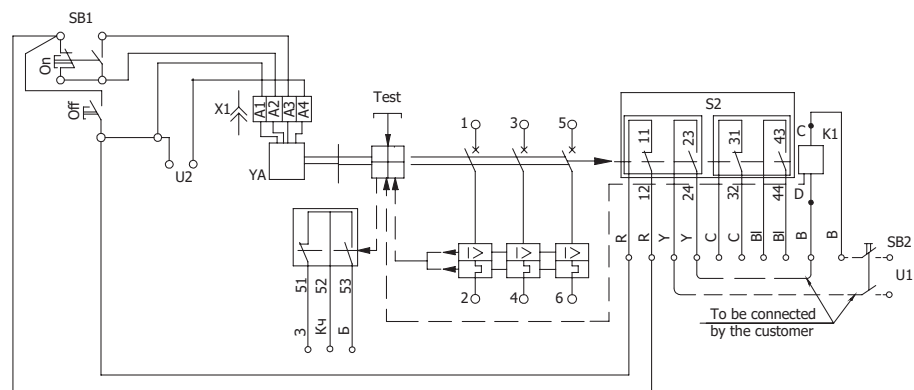 SB1
On
Off
X1
A1
A2
A3
A4
U2
YA
Test
1
3
5
S2
11
23
31
43
12
24
32
44
C
K1
D
R
R
Y
Y
C
C
Bl
Bl
B
B
SB2
U1
I>
I>
I>
2
4
6
51
52
53
З
Кч
Б
To be connected
by the customer